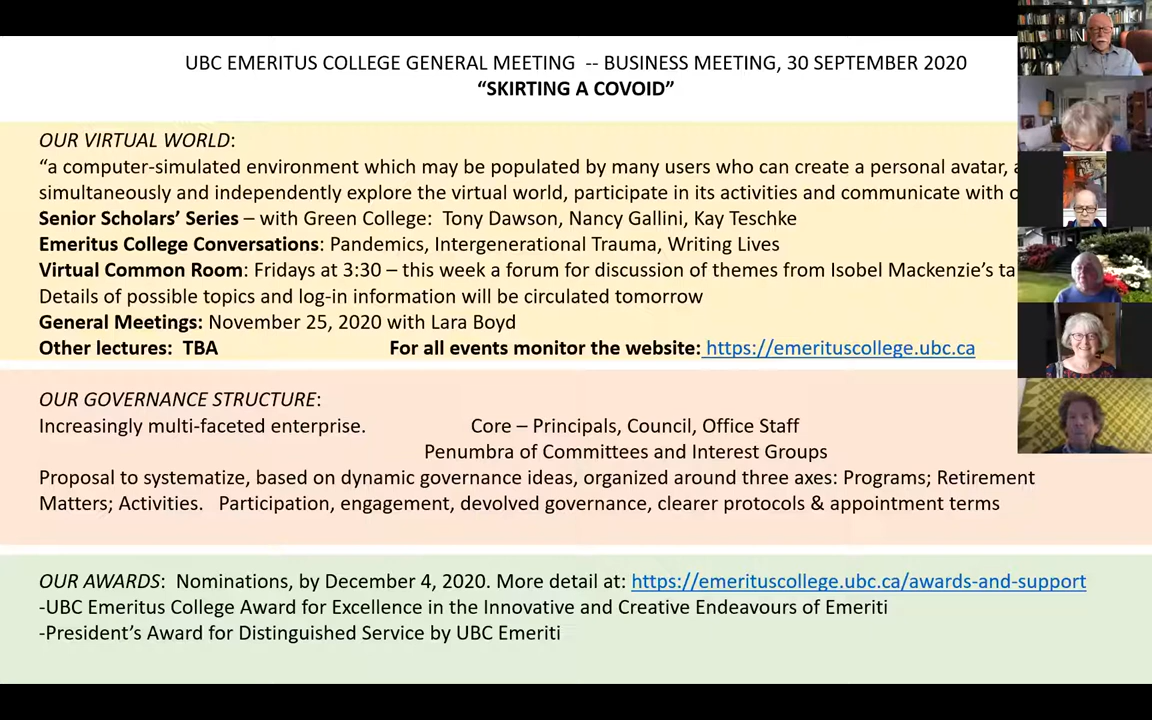 UBC EMERITUS COLLEGE GENERAL MEETING -- BUSINESS MEETING, 30 SEPTEMBER 2020
“SKIRTING A COVOID”
OUR VIRTUAL WORLD:
“a computer-simulated environment which may be populated by many users who can create a personal avatar,
simultaneously and independently explore the virtual world, participate in its activities and communicate with
Senior Scholars’ Series – with Green College: Tony Dawson, Nancy Gallini, Kay Teschke
Emeritus College Conversations: Pandemics, Intergenerational Trauma, Writing Lives
Virtual Common Room: Fridays at 3:30 – this week a forum for discussion of themes from Isobel Mackenzie’s
Details of possible topics and log-in information will be circulated tomorrow
General Meetings: November 25, 2020 with Lara Boyd
Other lectures: TBA For all events monitor the website: https://emerituscollege.ubc.ca
OUR GOVERNANCE STRUCTURE:
Increasingly multi-faceted enterprise. Core – Principals, Council, Office Staff
Penumbra of Committees and Interest Groups
Proposal to systematize, based on dynamic governance ideas, organized around three axes: Programs; Retirement
Matters; Activities. Participation, engagement, devolved governance, clearer protocols & appointment terms
OUR AWARDS: Nominations, by December 4, 2020. More detail at: https://emerituscollege.ubc.ca/awards-and-support
-UBC Emeritus College Award for Excellence in the Innovative and Creative Endeavours of Emeriti
-President’s Award for Distinguished Service by UBC Emeriti